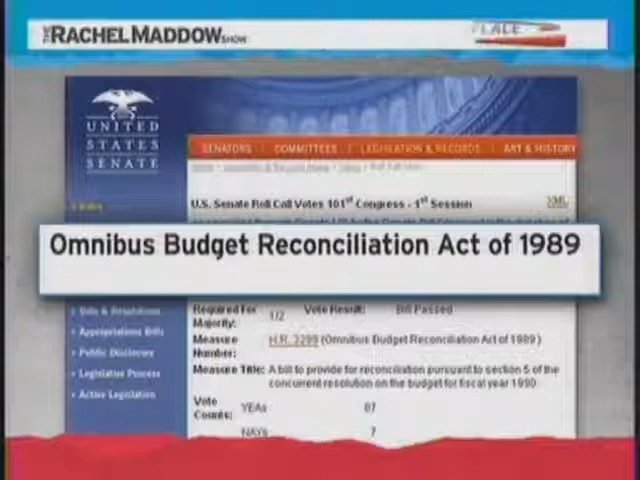 THE RACHEL MADDOW SHOW
PLACE
UNITED
STATES
SENATE
SENATORS | COMMITTEES | LEGISLATION & RECORDS | ART & HISTORY
U.S. Senate Roll Call Votes 101st Congress - 1st Session
XML
Omnibus Budget Reconciliation Act of 1989
Bills & Resolutions
Appropriations Bills
Public Disclosure
Legislative Process
Active Legislation
Required For Majority: 1/2 Vote Result: Bill Passed
Measure Number: H.R. 3299 (Omnibus Budget Reconciliation Act of 1989 )
Measure Title: A bill to provide for reconciliation pursuant to section 5 of the
concurrent resolution on the budget for fiscal year 1990.
Vote Counts: YEAs 87
NAYs 7